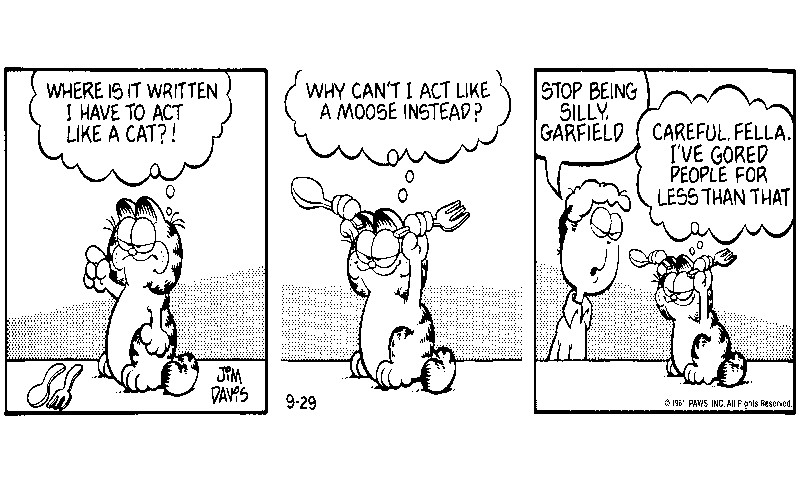 WHERE IS IT WRITTEN
I HAVE TO ACT
LIKE A CAT?!
JIM
DAVIS
WHY CAN'T I ACT LIKE
A MOOSE INSTEAD?
9-29
STOP BEING
SILLY,
GARFIELD
CAREFUL, FELLA.
I'VE GORED
PEOPLE FOR
LESS THAN THAT
© PAWS INC. All Rights Reserved.